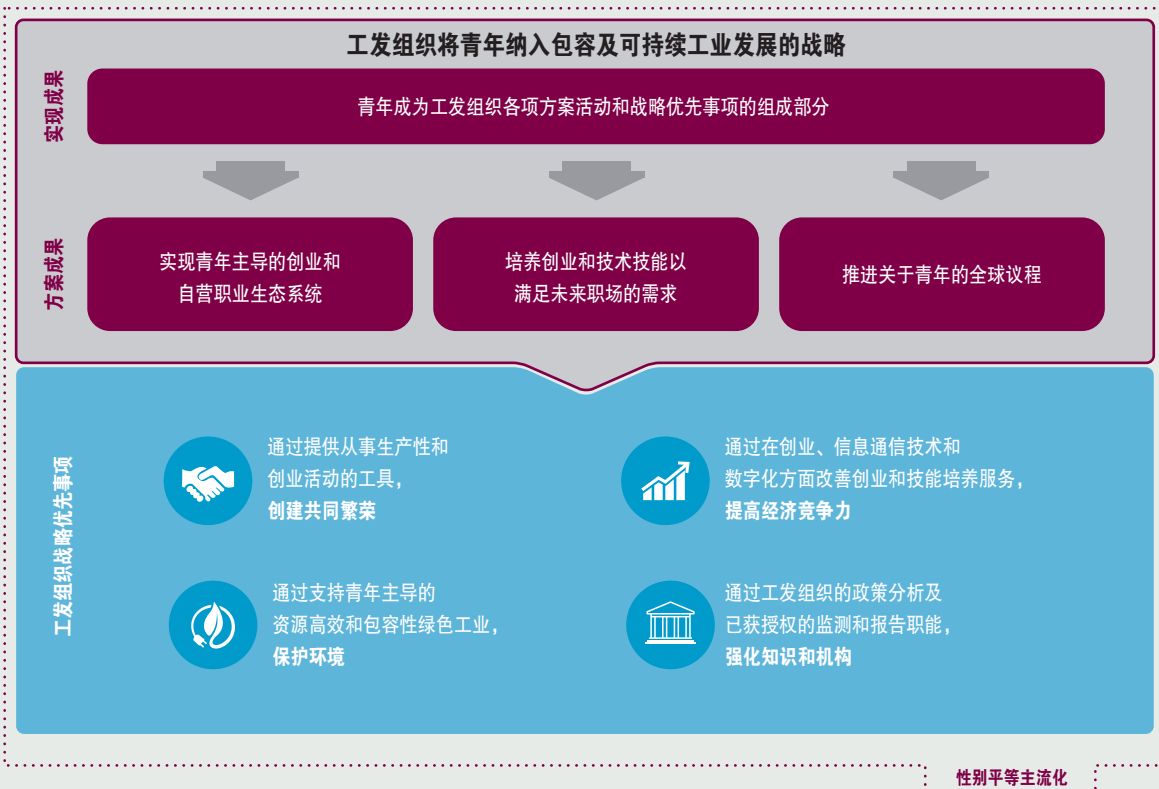 工发组织将青年纳入包容及可持续工业发展的战略
实现成果
青年成为工发组织各项方案活动和战略优先事项的组成部分
方案成果
实现青年主导的创业和
自营职业生态系统
培养创业和技术技能以
满足未来职场的需求
推进关于青年的全球议程
工发组织战略优先事项
通过提供从事生产性和
创业活动的工具，
创建共同繁荣
通过在创业、信息通信技术和
数字化方面改善创业和技能培养服务，
提高经济竞争力
通过支持青年主导的
资源高效和包容性绿色工业，
保护环境
通过工发组织的政策分析及
已获授权的监测和报告职能，
强化知识和机构
性别平等主流化